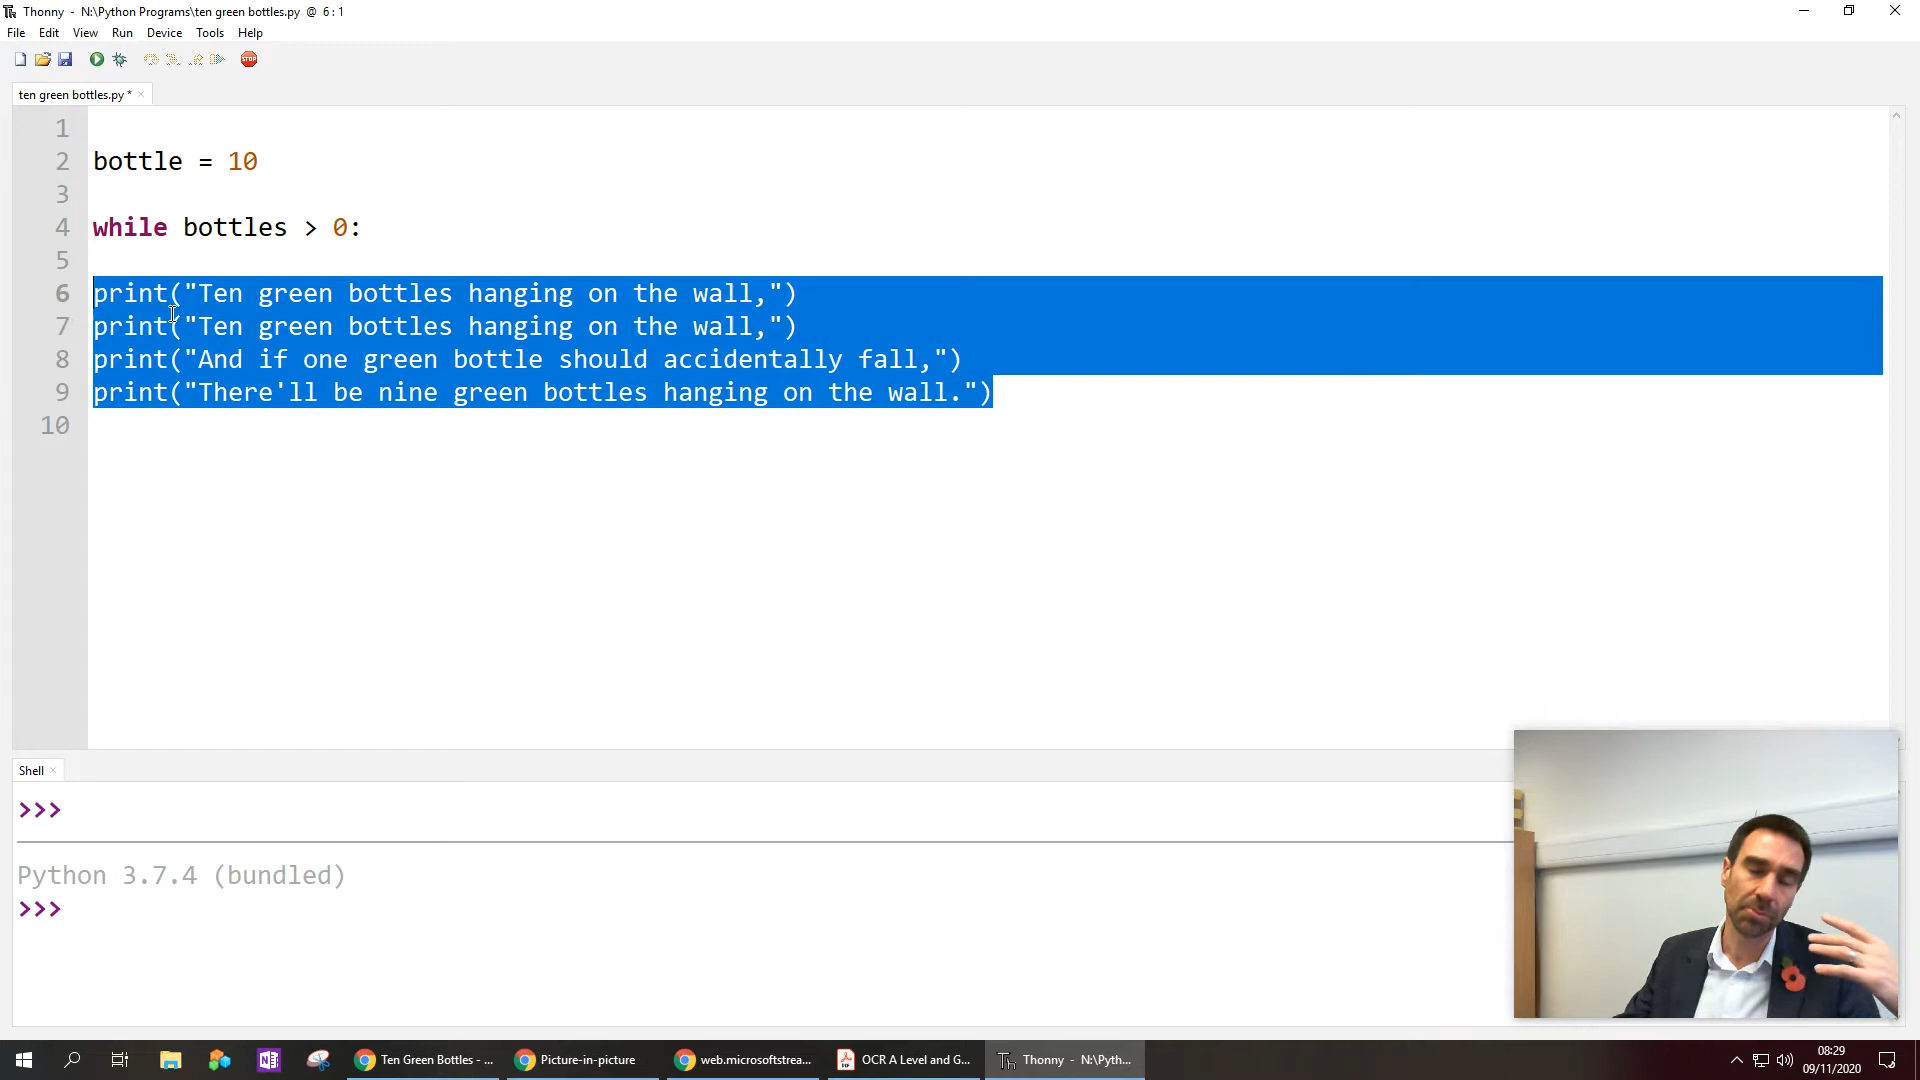 Thonny - N:\Python Programs\ten green bottles.py @ 6:1
File Edit View Run Device Tools Help
STOP
ten green bottles.py * ×
1
2 bottle = 10
3
4 while bottles > 0:
5
6 print("Ten green bottles hanging on the wall,")
7 print("Ten green bottles hanging on the wall,")
8 print("And if one green bottle should accidentally fall,")
9 print("There'll be nine green bottles hanging on the wall.")
10
Shell ×
>>>
Python 3.7.4 (bundled)
>>>
Ten Green Bottles - ...
Picture-in-picture
web.microsoftstrea...
OCR A Level and G...
Thonny - N:\Pyth...
08:29
09/11/2020